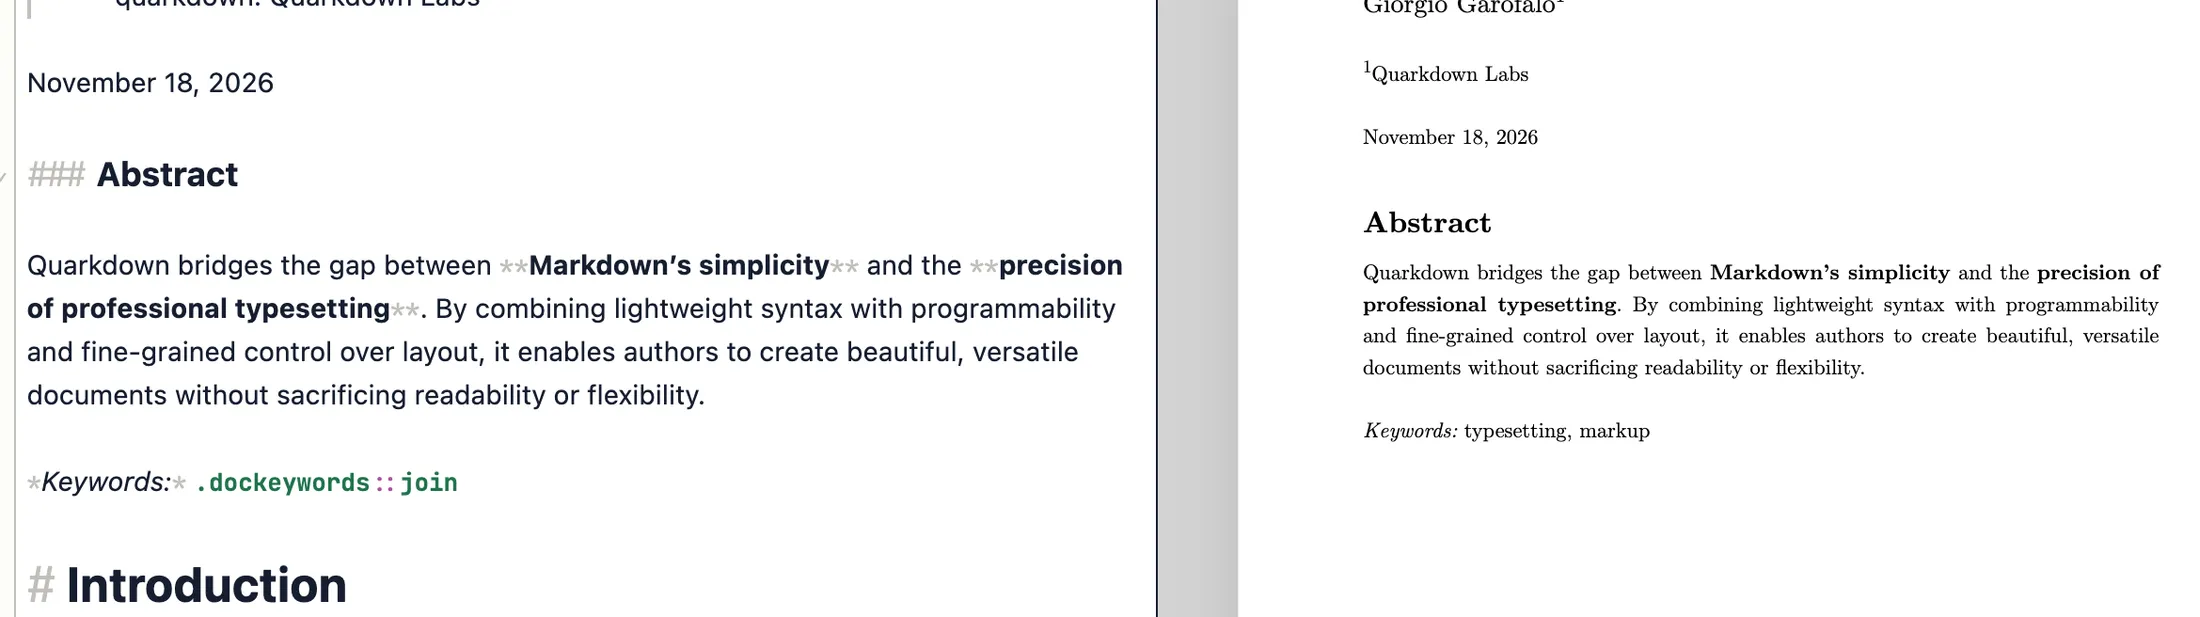 quarkdown: Quarkdown Labs
November 18, 2026
### Abstract
Quarkdown bridges the gap between **Markdown’s simplicity** and the **precision
of professional typesetting**. By combining lightweight syntax with programmability
and fine-grained control over layout, it enables authors to create beautiful, versatile
documents without sacrificing readability or flexibility.
*Keywords:* .dockeywords::join
# Introduction
Giorgio Garofalo¹
¹Quarkdown Labs
November 18, 2026
Abstract
Quarkdown bridges the gap between Markdown’s simplicity and the precision of
professional typesetting. By combining lightweight syntax with programmability
and fine-grained control over layout, it enables authors to create beautiful, versatile
documents without sacrificing readability or flexibility.
Keywords: typesetting, markup